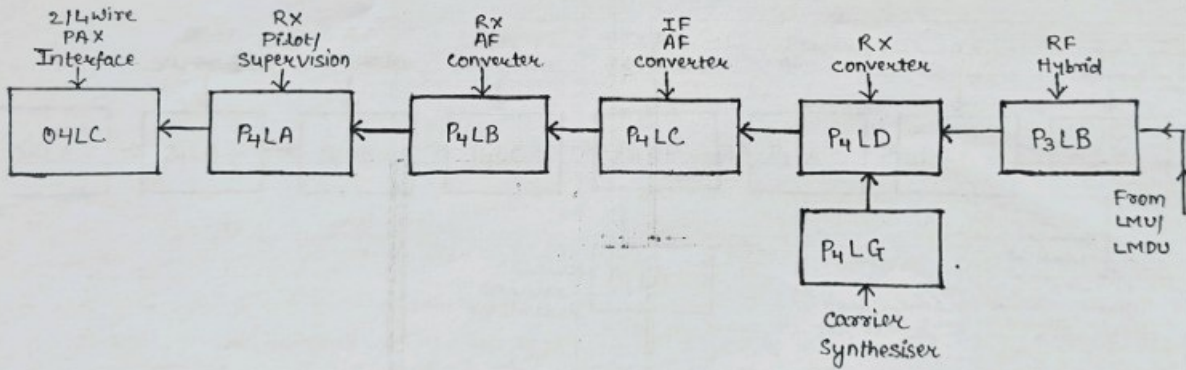 2/4 wire
PAX
Interface
O4LC
RX
Pilot/
Supervision
P4LA
RX
AF
converter
P4LB
IF
AF
converter
P4LC
RX
converter
P4LD
RF
Hybrid
P3LB
From
LMU/
LMDU
P4LG
Carrier
Synthesiser